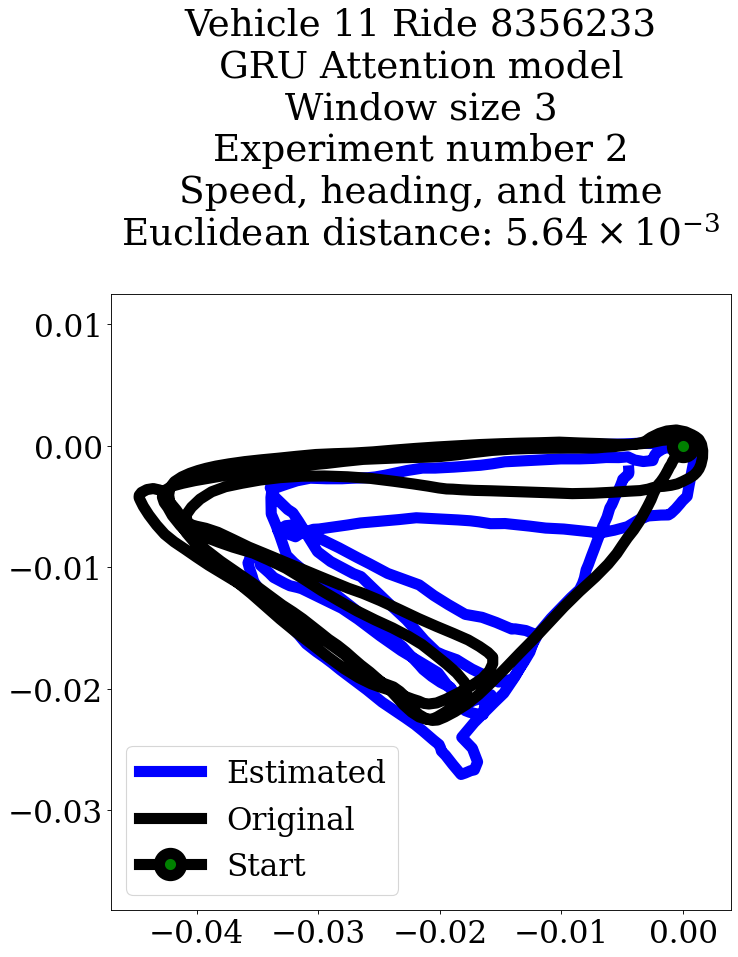 Vehicle 11 Ride 8356233
GRU Attention model
Window size 3
Experiment number 2
Speed, heading, and time
Euclidean distance: 5.64 × 10⁻³
0.01
0.00
−0.01
−0.02
−0.03
Estimated
Original
Start
−0.04 −0.03 −0.02 −0.01 0.00